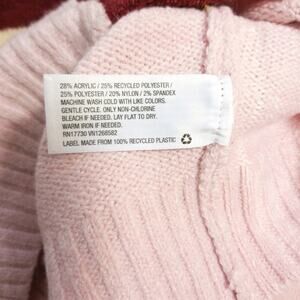 28% ACRYLIC / 25% RECYCLED POLYESTER /
25% POLYESTER / 20% NYLON / 2% SPANDEX
MACHINE WASH COLD WITH LIKE COLORS.
GENTLE CYCLE. ONLY NON-CHLORINE
BLEACH IF NEEDED. LAY FLAT TO DRY.
WARM IRON IF NEEDED.
RN17730 VN1268582
LABEL MADE FROM 100% RECYCLED PLASTIC